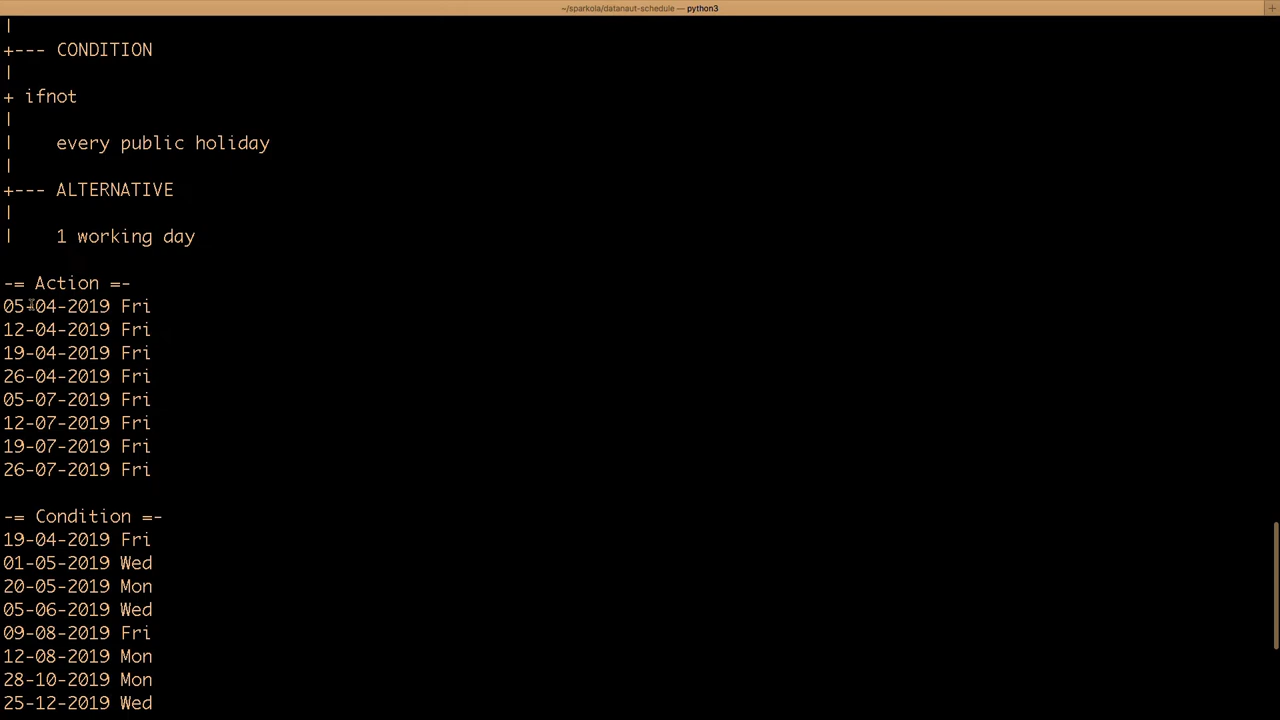 ~/sparkola/datanaut-schedule — python3
|
+--- CONDITION
|
+ ifnot
|
|    every public holiday
|
+--- ALTERNATIVE
|
|    1 working day
-= Action =-
05-04-2019 Fri
12-04-2019 Fri
19-04-2019 Fri
26-04-2019 Fri
05-07-2019 Fri
12-07-2019 Fri
19-07-2019 Fri
26-07-2019 Fri
-= Condition =-
19-04-2019 Fri
01-05-2019 Wed
20-05-2019 Mon
05-06-2019 Wed
09-08-2019 Fri
12-08-2019 Mon
28-10-2019 Mon
25-12-2019 Wed